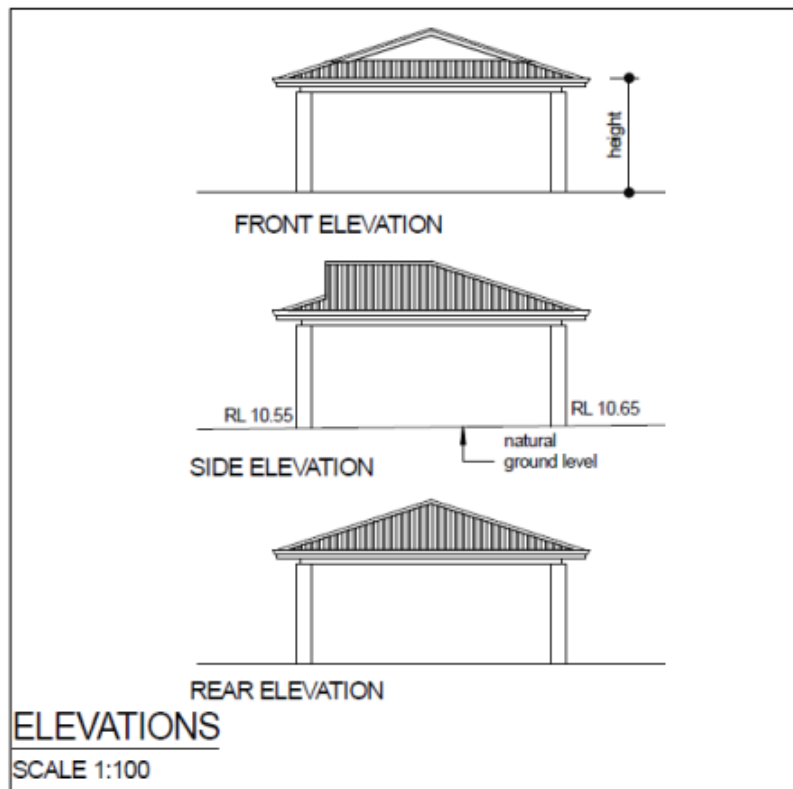 height
FRONT ELEVATION
RL 10.55
RL 10.65
natural
ground level
SIDE ELEVATION
REAR ELEVATION
ELEVATIONS
SCALE 1:100